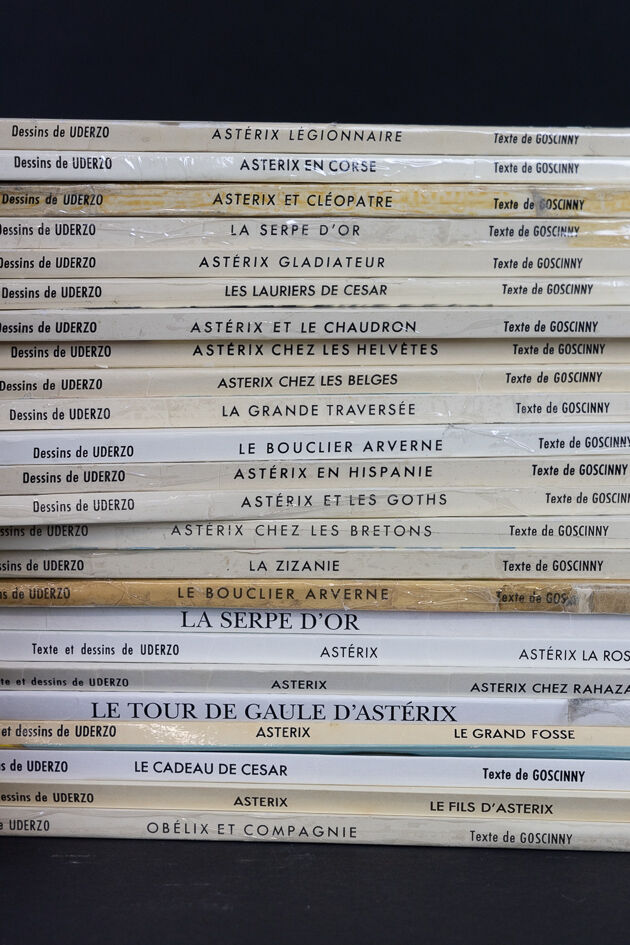 Dessins de UDERZO ASTÉRIX LÉGIONNAIRE Texte de GOSCINNY
Dessins de UDERZO ASTERIX EN CORSE Texte de GOSCINNY
Dessins de UDERZO ASTERIX ET CLÉOPATRE Texte de GOSCINNY
Dessins de UDERZO LA SERPE D'OR Texte de GOSCINNY
Dessins de UDERZO ASTÉRIX GLADIATEUR Texte de GOSCINNY
Dessins de UDERZO LES LAURIERS DE CESAR Texte de GOSCINNY
Dessins de UDERZO ASTÉRIX ET LE CHAUDRON Texte de GOSCINNY
Dessins de UDERZO ASTÉRIX CHEZ LES HELVÈTES Texte de GOSCINNY
Dessins de UDERZO ASTERIX CHEZ LES BELGES Texte de GOSCINNY
Dessins de UDERZO LA GRANDE TRAVERSÉE Texte de GOSCINNY
Dessins de UDERZO LE BOUCLIER ARVERNE Texte de GOSCINNY
Dessins de UDERZO ASTÉRIX EN HISPANIE Texte de GOSCINNY
Dessins de UDERZO ASTÉRIX ET LES GOTHS Texte de GOSCIN
ssins de UDERZO ASTÉRIX CHEZ LES BRETONS Texte de GOSCINNY
ssins de UDERZO LA ZIZANIE Texte de GOSCINNY
ns de UDERZO LE BOUCLIER ARVERNE Texte de GOS
LA SERPE D'OR
Texte et dessins de UDERZO ASTÉRIX ASTÉRIX LA ROS
te et dessins de UDERZO ASTERIX ASTÉRIX CHEZ RAHAZA
LE TOUR DE GAULE D'ASTÉRIX
et dessins de UDERZO ASTERIX LE GRAND FOSSE
ns de UDERZO LE CADEAU DE CESAR Texte de GOSCINNY
essins de UDERZO ASTERIX LE FILS D'ASTERIX
e UDERZO OBÉLIX ET COMPAGNIE Texte de GOSCINNY